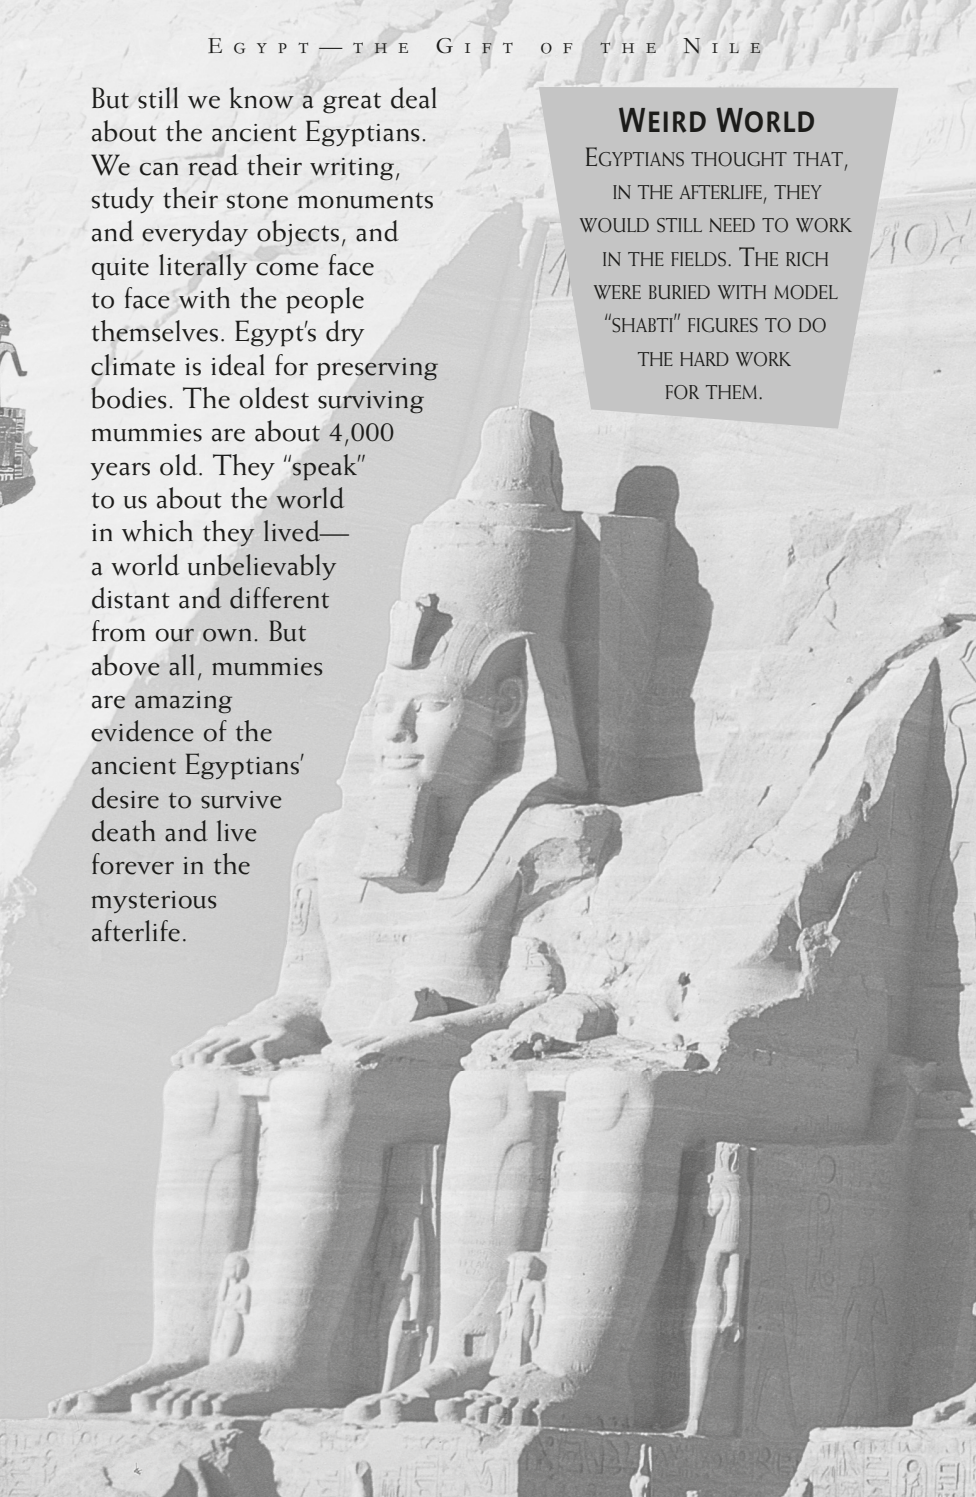 Egypt—the Gift of the Nile
But still we know a great deal
about the ancient Egyptians.
We can read their writing,
study their stone monuments
and everyday objects, and
quite literally come face
to face with the people
themselves. Egypt's dry
climate is ideal for preserving
bodies. The oldest surviving
mummies are about 4,000
years old. They “speak”
to us about the world
in which they lived—
a world unbelievably
distant and different
from our own. But
above all, mummies
are amazing
evidence of the
ancient Egyptians’
desire to survive
death and live
forever in the
mysterious
afterlife.
Weird World
Egyptians thought that,
in the afterlife, they
would still need to work
in the fields. The rich
were buried with model
“shabti” figures to do
the hard work
for them.